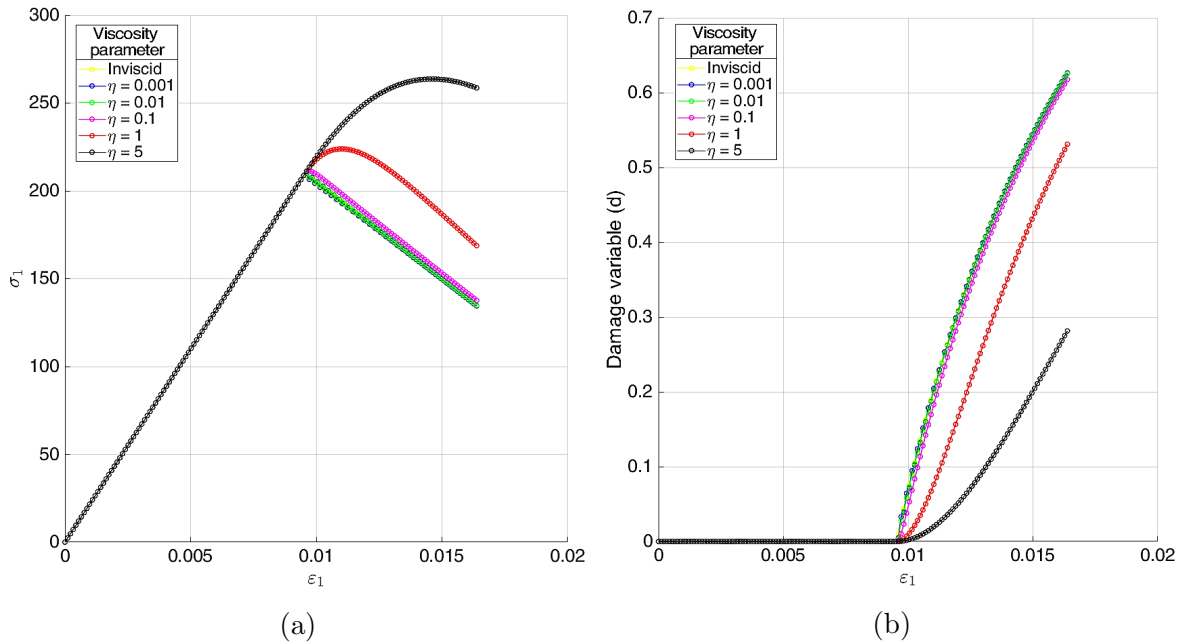 300
250
200
150
100
50
0
σ₁
0
0.005
0.01
0.015
0.02
ε₁
Viscosity
parameter
Inviscid
η = 0.001
η = 0.01
η = 0.1
η = 1
η = 5
(a)
0.7
0.6
0.5
0.4
0.3
0.2
0.1
0
Damage variable (d)
0
0.005
0.01
0.015
0.02
ε₁
Viscosity
parameter
Inviscid
η = 0.001
η = 0.01
η = 0.1
η = 1
η = 5
(b)